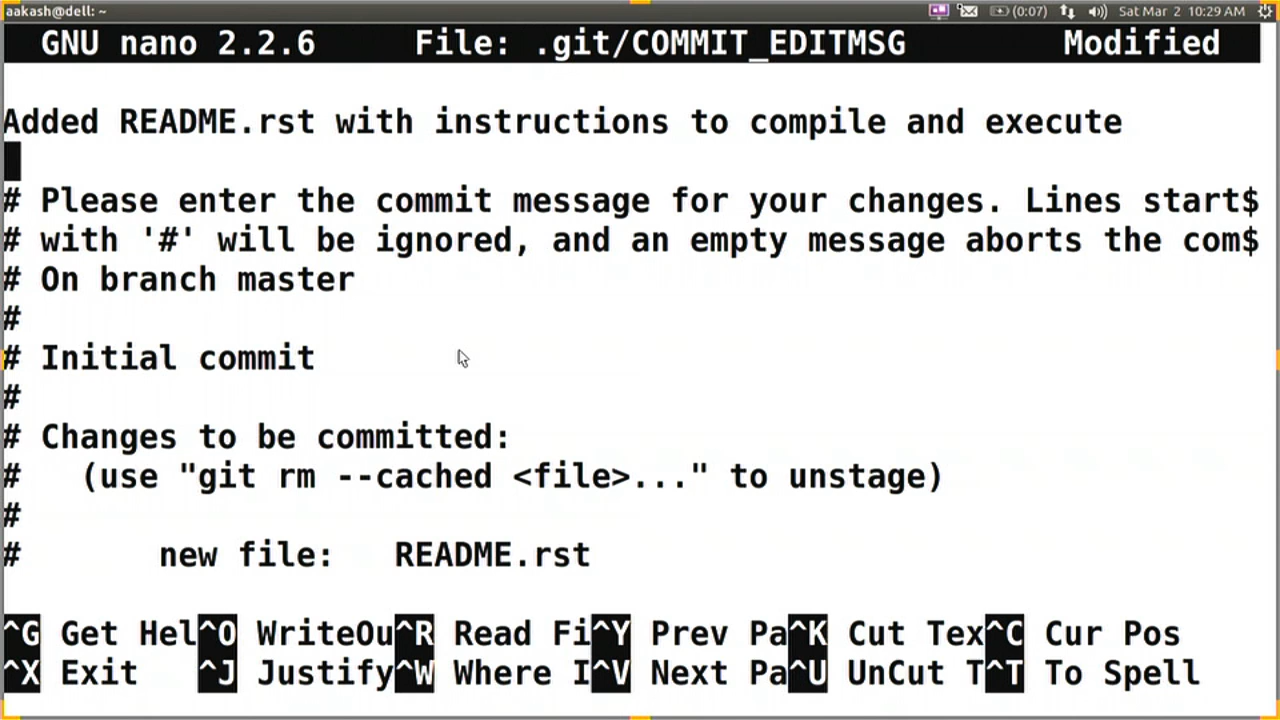 aakash@dell: ~ (0:07) Sat Mar 2 10:29 AM
GNU nano 2.2.6 File: .git/COMMIT_EDITMSG Modified
Added README.rst with instructions to compile and execute
# Please enter the commit message for your changes. Lines start$
# with '#' will be ignored, and an empty message aborts the com$
# On branch master
#
# Initial commit
#
# Changes to be committed:
#   (use "git rm --cached <file>..." to unstage)
#
#       new file:   README.rst
^G Get Hel^O WriteOu^R Read Fi^Y Prev Pa^K Cut Tex^C Cur Pos
^X Exit ^J Justify^W Where I^V Next Pa^U UnCut T^T To Spell